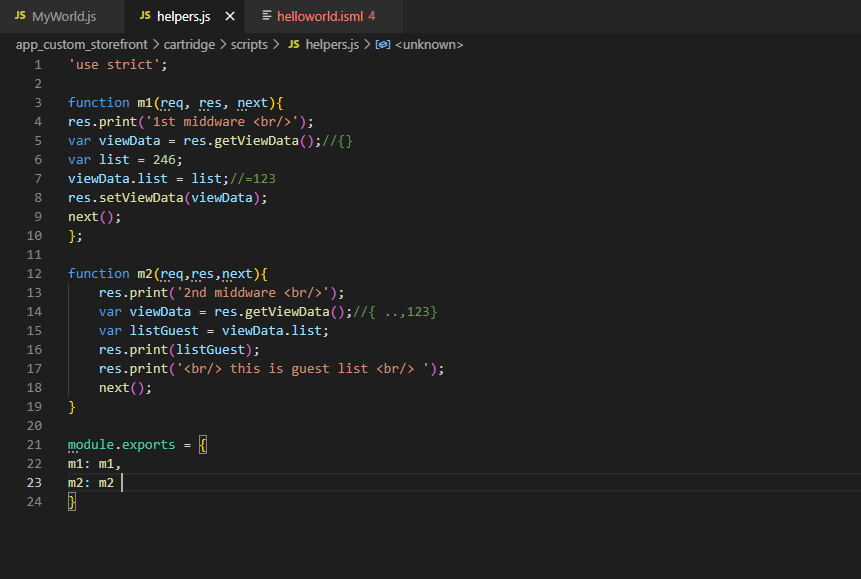 JS MyWorld.js JS helpers.js × helloworld.isml 4
app_custom_storefront > cartridge > scripts > JS helpers.js > <unknown>
1 'use strict';
2
3 function m1(req, res, next){
4 res.print('1st middware <br/>');
5 var viewData = res.getViewData();//{}
6 var list = 246;
7 viewData.list = list;//=123
8 res.setViewData(viewData);
9 next();
10 };
11
12 function m2(req,res,next){
13     res.print('2nd middware <br/>');
14     var viewData = res.getViewData();//{ ..,123}
15     var listGuest = viewData.list;
16     res.print(listGuest);
17     res.print('<br/> this is guest list <br/> ');
18     next();
19 }
20
21 module.exports = {
22 m1: m1,
23 m2: m2
24 }